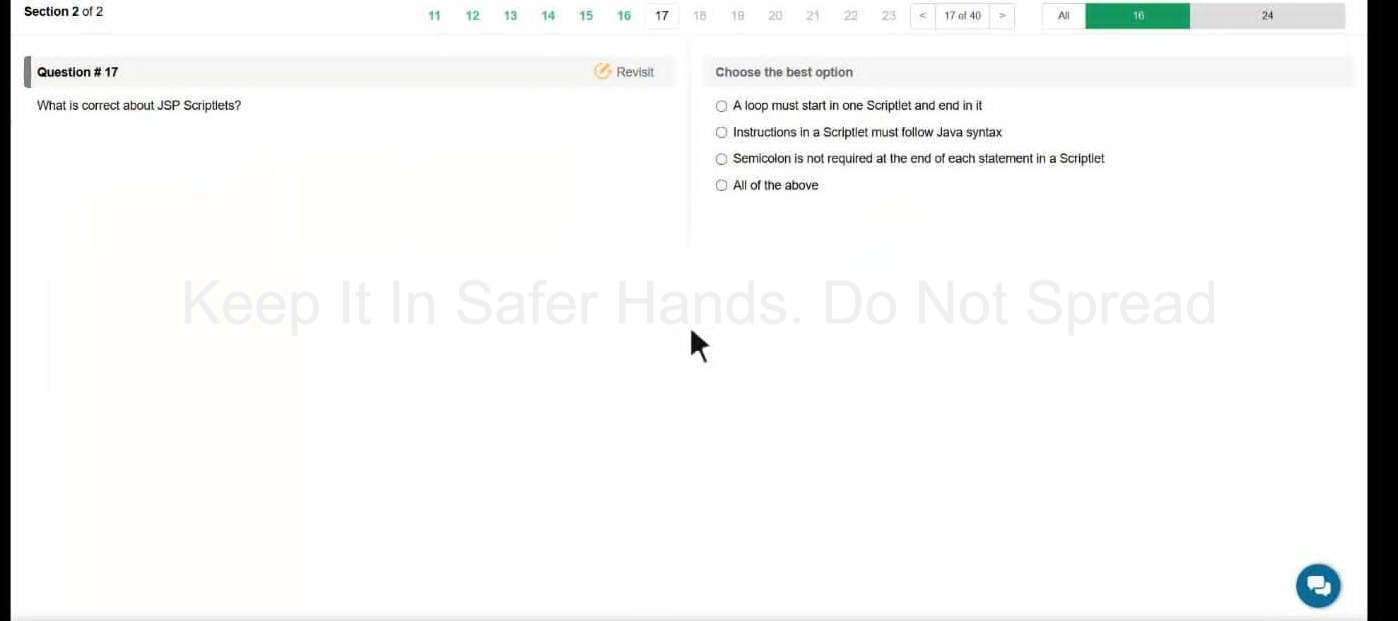 Section 2 of 2
11 12 13 14 15 16 17 18 19 20 21 22 23 < 17 of 40 > All 16 24
Question # 17
Revisit
What is correct about JSP Scriptlets?
Choose the best option
A loop must start in one Scriptlet and end in it
Instructions in a Scriptlet must follow Java syntax
Semicolon is not required at the end of each statement in a Scriptlet
All of the above
Keep It In Safer Hands. Do Not Spread